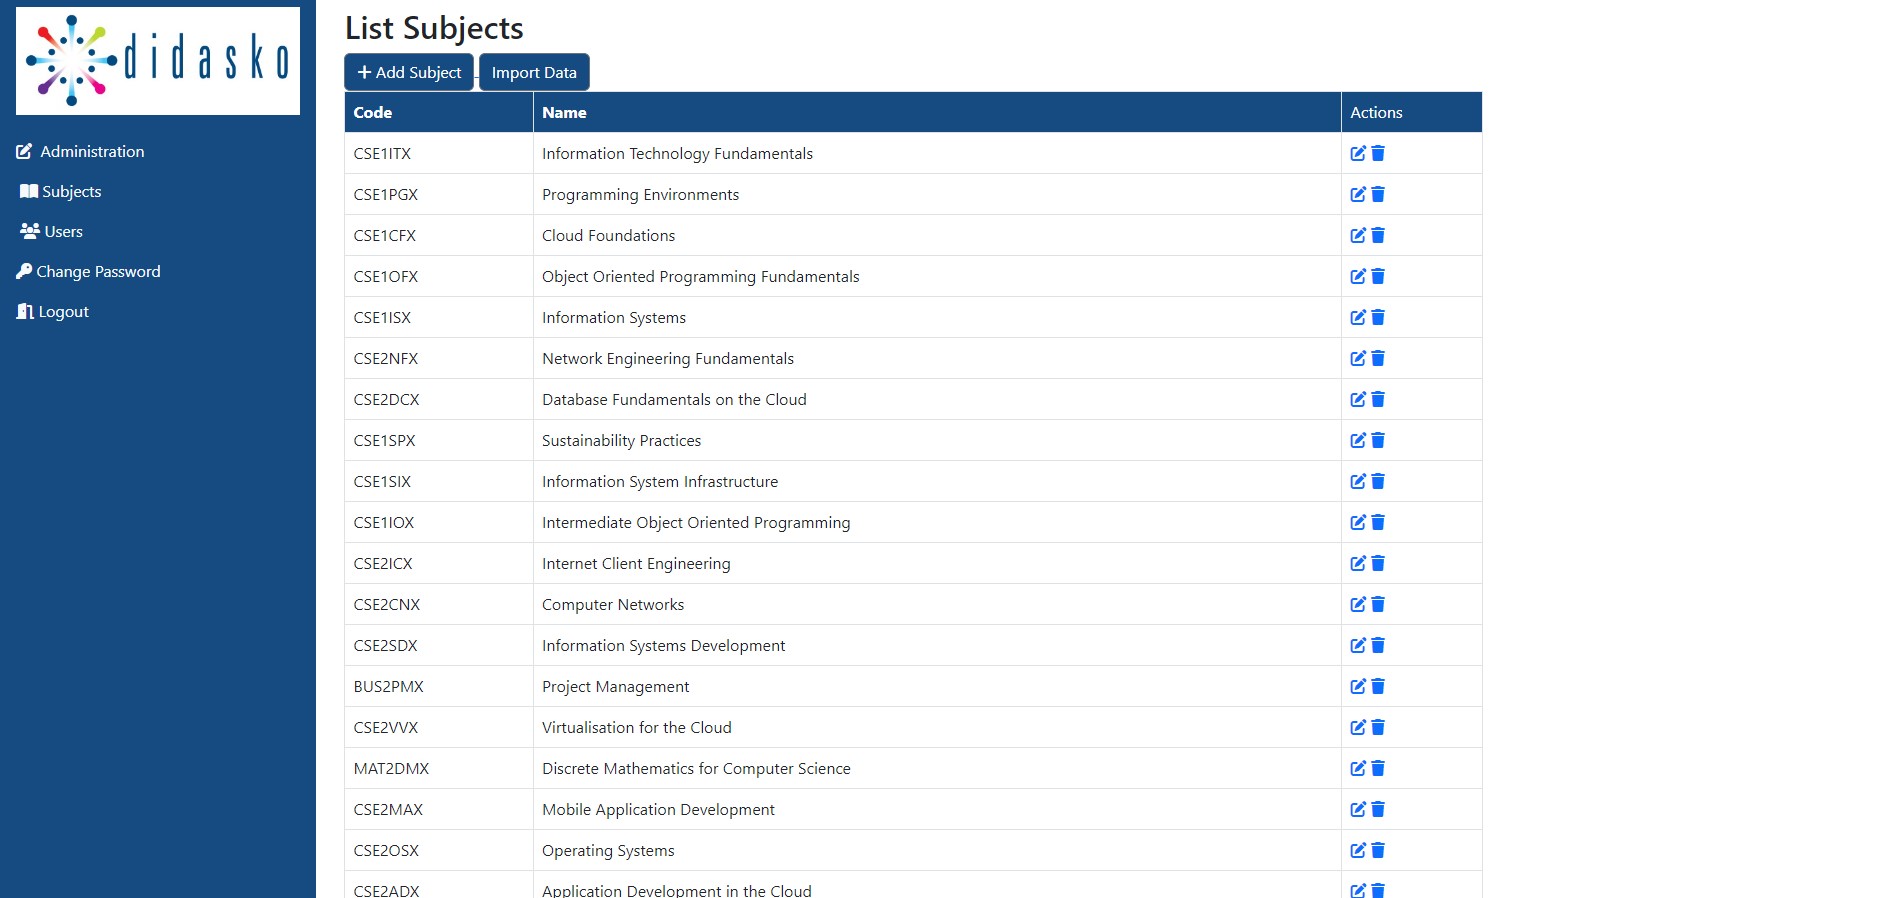 didasko
Administration
Subjects
Users
Change Password
Logout
List Subjects
Add Subject Import Data
Code Name Actions
CSE1ITX Information Technology Fundamentals
CSE1PGX Programming Environments
CSE1CFX Cloud Foundations
CSE1OFX Object Oriented Programming Fundamentals
CSE1ISX Information Systems
CSE2NFX Network Engineering Fundamentals
CSE2DCX Database Fundamentals on the Cloud
CSE1SPX Sustainability Practices
CSE1SIX Information System Infrastructure
CSE1IOX Intermediate Object Oriented Programming
CSE2ICX Internet Client Engineering
CSE2CNX Computer Networks
CSE2SDX Information Systems Development
BUS2PMX Project Management
CSE2VVX Virtualisation for the Cloud
MAT2DMX Discrete Mathematics for Computer Science
CSE2MAX Mobile Application Development
CSE2OSX Operating Systems
CSE2ADX Application Development in the Cloud